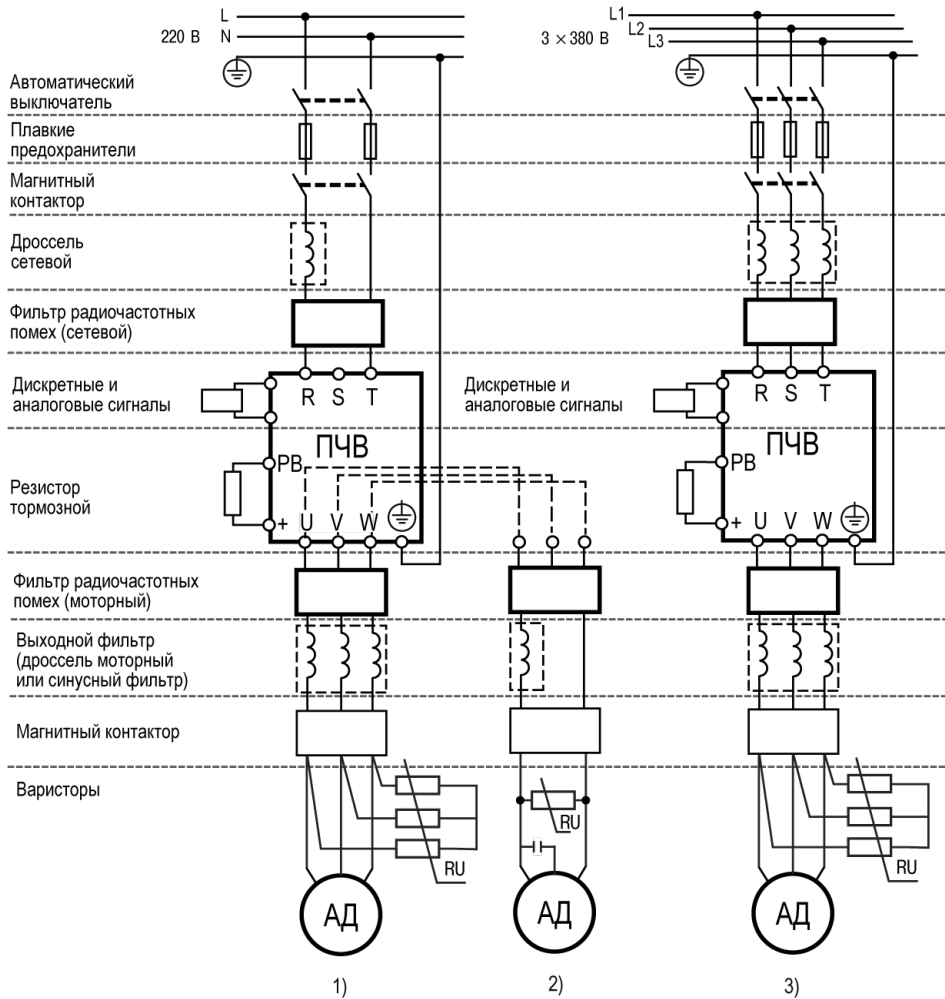 L
220 В N
L1
L2
3 × 380 В L3
Автоматический
выключатель
Плавкие
предохранители
Магнитный
контактор
Дроссель
сетевой
Фильтр радиочастотных
помех (сетевой)
Дискретные и
аналоговые сигналы
R S T
ПЧВ
Дискретные и
аналоговые сигналы
R S T
ПЧВ
Резистор
тормозной
PB
+ U V W
PB
+ U V W
Фильтр радиочастотных
помех (моторный)
Выходной фильтр
(дроссель моторный
или синусный фильтр)
Магнитный контактор
Варисторы
RU
RU
RU
АД
АД
АД
1)
2)
3)